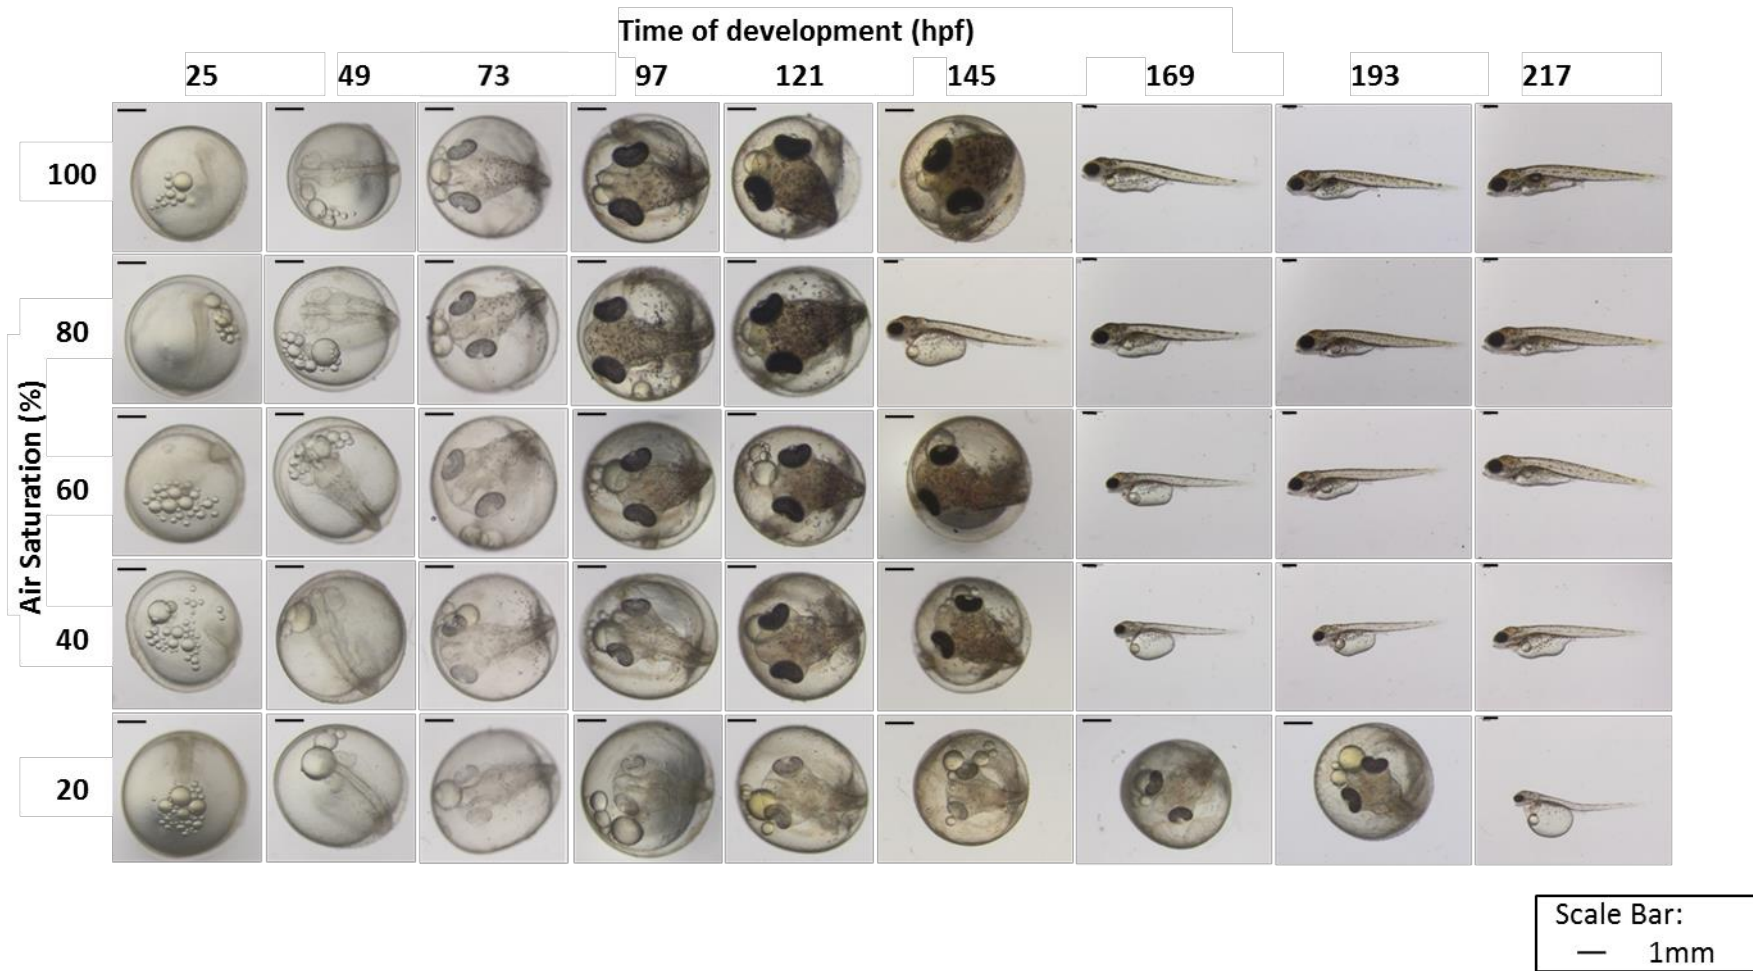 Time of development (hpf)
25 49 73 97 121 145 169 193 217
Air Saturation (%)
100
80
60
40
20
Scale Bar:
1mm